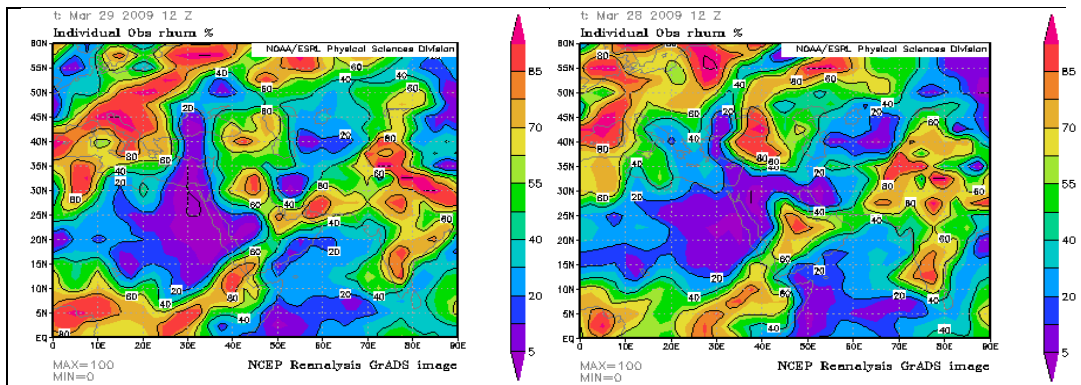 t: Mar 29 2009 12 Z
Individual Obs rhum %
NOAA/ESRL Physical Sciences Division
60N
55N
50N
45N
40N
35N
30N
25N
20N
15N
10N
5N
EQ
0
10E
20E
30E
40E
50E
60E
70E
80E
90E
85
70
55
40
20
5
MAX=100
MIN=0
NCEP Reanalysis GrADS image
t: Mar 28 2009 12 Z
Individual Obs rhum %
NOAA/ESRL Physical Sciences Division
60N
55N
50N
45N
40N
35N
30N
25N
20N
15N
10N
5N
EQ
0
10E
20E
30E
40E
50E
60E
70E
80E
90E
85
70
55
40
20
5
MAX=100
MIN=0
NCEP Reanalysis GrADS image